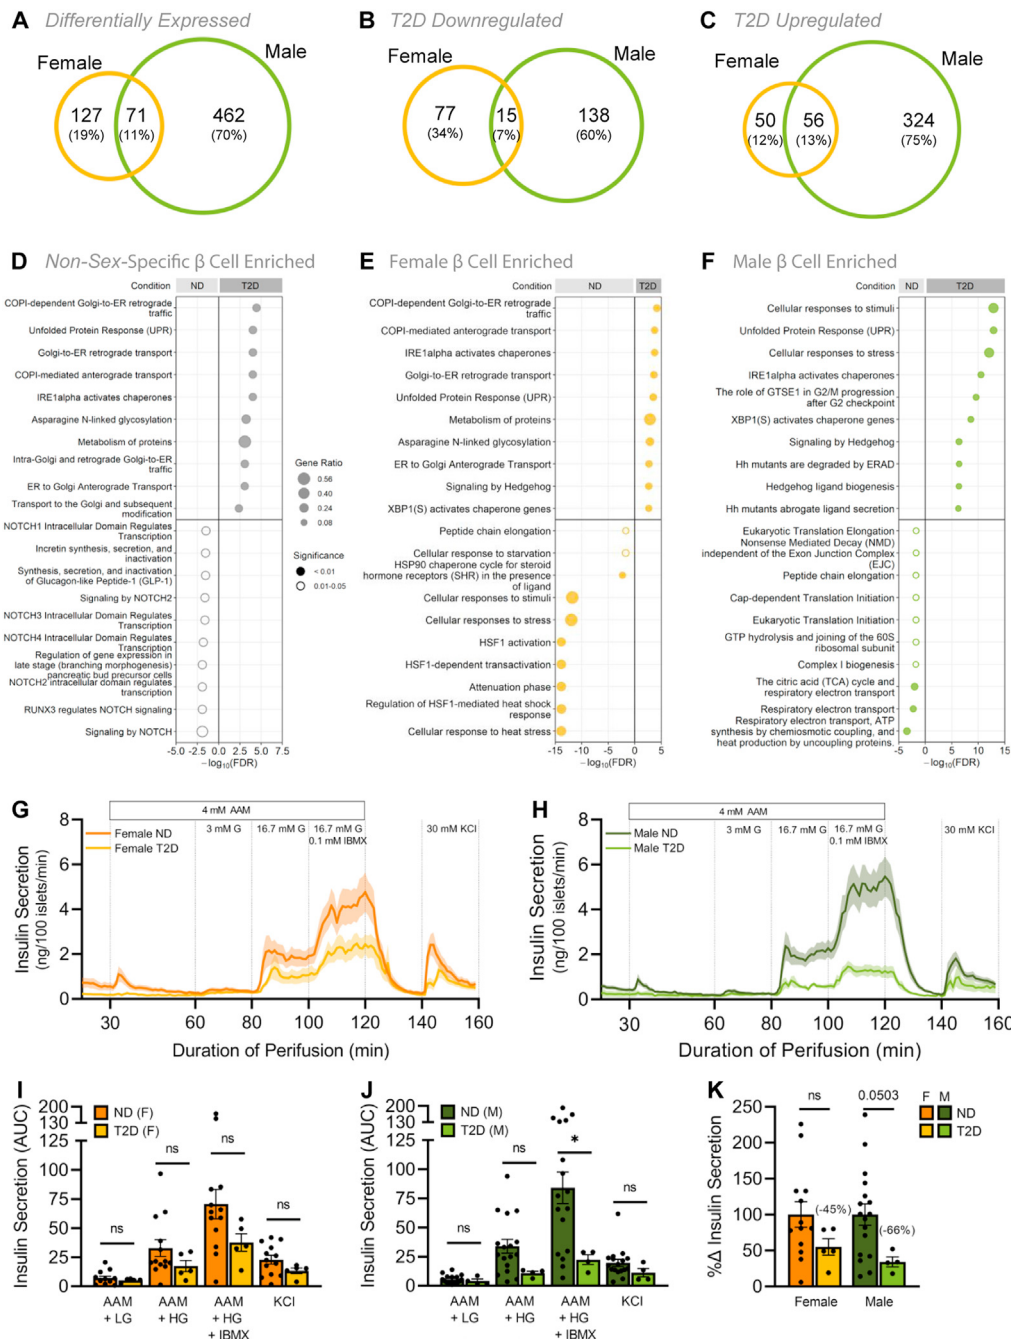 A Differentially Expressed
Female
Male
127
(19%)
71
(11%)
462
(70%)
B T2D Downregulated
Female
Male
77
(34%)
15
(7%)
138
(60%)
C T2D Upregulated
Female
Male
50
(12%)
56
(13%)
324
(75%)
D Non-Sex-Specific β Cell Enriched
Condition ND T2D
COPI-dependent Golgi-to-ER retrograde
traffic
Unfolded Protein Response (UPR)
Golgi-to-ER retrograde transport
COPI-mediated anterograde transport
IRE1alpha activates chaperones
Asparagine N-linked glycosylation
Metabolism of proteins
Intra-Golgi and retrograde Golgi-to-ER
traffic
ER to Golgi Anterograde Transport
Transport to the Golgi and subsequent
modification
NOTCH1 Intracellular Domain Regulates
Transcription
Incretin synthesis, secretion, and
inactivation
Synthesis, secretion, and inactivation
of Glucagon-like Peptide-1 (GLP-1)
Signaling by NOTCH2
NOTCH3 Intracellular Domain Regulates
Transcription
NOTCH4 Intracellular Domain Regulates
Transcription
Regulation of gene expression in
late stage (branching morphogenesis)
pancreatic bud precursor cells
NOTCH2 intracellular domain regulates
transcription
RUNX3 regulates NOTCH signaling
Signaling by NOTCH
-5.0 -2.5 0.0 2.5 5.0 7.5
−log10(FDR)
Gene Ratio
0.56
0.40
0.24
0.08
Significance
< 0.01
0.01-0.05
E Female β Cell Enriched
Condition ND T2D
COPI-dependent Golgi-to-ER retrograde
traffic
COPI-mediated anterograde transport
IRE1alpha activates chaperones
Golgi-to-ER retrograde transport
Unfolded Protein Response (UPR)
Metabolism of proteins
Asparagine N-linked glycosylation
ER to Golgi Anterograde Transport
Signaling by Hedgehog
XBP1(S) activates chaperone genes
Peptide chain elongation
Cellular response to starvation
HSP90 chaperone cycle for steroid
hormone receptors (SHR) in the presence
of ligand
Cellular responses to stimuli
Cellular responses to stress
HSF1 activation
HSF1-dependent transactivation
Attenuation phase
Regulation of HSF1-mediated heat shock
response
Cellular response to heat stress
-15 -10 -5 0 5
−log10(FDR)
F Male β Cell Enriched
Condition ND T2D
Cellular responses to stimuli
Unfolded Protein Response (UPR)
Cellular responses to stress
IRE1alpha activates chaperones
The role of GTSE1 in G2/M progression
after G2 checkpoint
XBP1(S) activates chaperone genes
Signaling by Hedgehog
Hh mutants are degraded by ERAD
Hedgehog ligand biogenesis
Hh mutants abrogate ligand secretion
Eukaryotic Translation Elongation
Nonsense Mediated Decay (NMD)
independent of the Exon Junction Complex
(EJC)
Peptide chain elongation
Cap-dependent Translation Initiation
Eukaryotic Translation Initiation
GTP hydrolysis and joining of the 60S
ribosomal subunit
Complex I biogenesis
The citric acid (TCA) cycle and
respiratory electron transport
Respiratory electron transport
Respiratory electron transport, ATP
synthesis by chemiosmotic coupling, and
heat production by uncoupling proteins.
-5 0 5 10 15
−log10(FDR)
G
4 mM AAM
3 mM G 16.7 mM G 16.7 mM G
0.1 mM IBMX
30 mM KCl
Female ND
Female T2D
Insulin Secretion
(ng/100 islets/min)
8
6
4
2
0
30 60 80 100 120 140 160
Duration of Perifusion (min)
H
4 mM AAM
3 mM G 16.7 mM G 16.7 mM G
0.1 mM IBMX
30 mM KCl
Male ND
Male T2D
Insulin Secretion
(ng/100 islets/min)
8
6
4
2
0
30 60 80 100 120 140 160
Duration of Perifusion (min)
I
ND (F)
T2D (F)
Insulin Secretion (AUC)
200
150
100
125
75
50
25
0
ns ns ns ns
AAM AAM AAM KCl
+ LG + HG + HG
+ IBMX
J
ND (M)
T2D (M)
Insulin Secretion (AUC)
200
150
100
125
75
50
25
0
ns ns * ns
AAM AAM AAM KCl
+ LG + HG + HG
+ IBMX
K
F M
ND
T2D
%Δ Insulin Secretion
250
200
150
100
50
0
ns 0.0503
(-45%)
(-66%)
Female Male